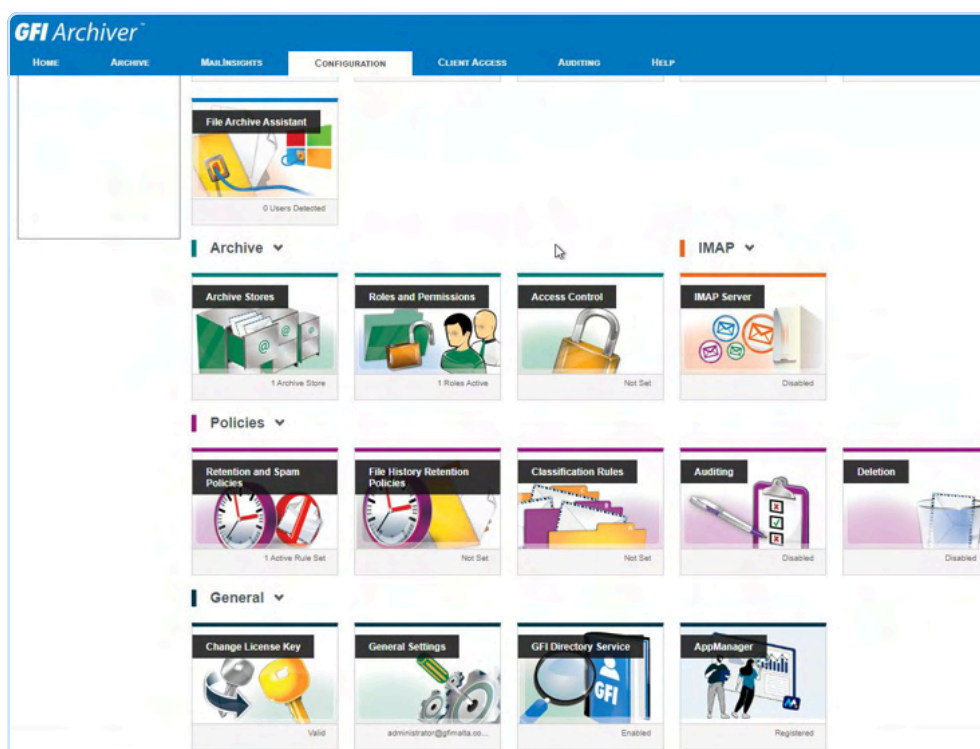 GFI Archiver™
HOME ARCHIVE MAILINSIGHTS CONFIGURATION CLIENT ACCESS AUDITING HELP
File Archive Assistant
0 Users Detected
Archive
IMAP
Archive Stores
Roles and Permissions
Access Control
IMAP Server
@
@
@
1 Archive Store
1 Roles Active
Not Set
Disabled
Policies
Retention and Spam
Policies
File History Retention
Policies
Classification Rules
Auditing
Deletion
1 Active Rule Set
Not Set
Not Set
Disabled
Disabled
General
Change License Key
General Settings
GFI Directory Service
AppManager
GFI
Valid
administrator@gfimalta.co...
Enabled
Registered